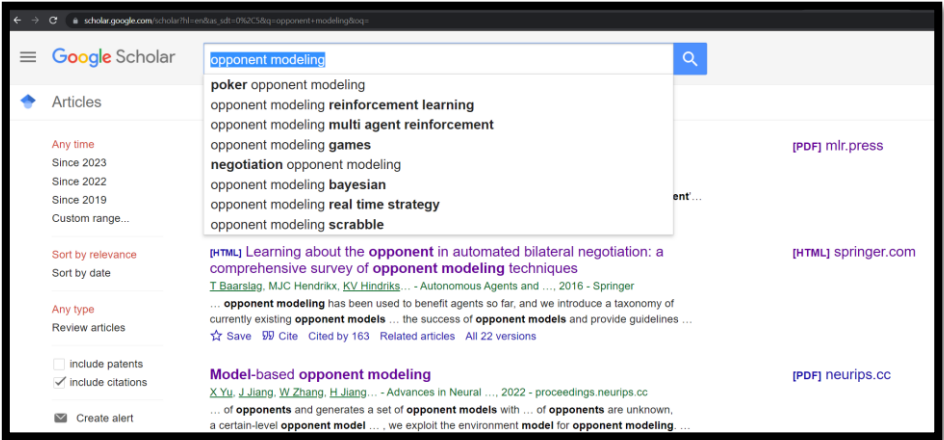 scholar.google.com/scholar?hl=en&as_sdt=0%2C5&q=opponent+modeling&oq=
Google Scholar
opponent modeling
poker opponent modeling
opponent modeling reinforcement learning
opponent modeling multi agent reinforcement
opponent modeling games
negotiation opponent modeling
opponent modeling bayesian
opponent modeling real time strategy
opponent modeling scrabble
Articles
Any time
Since 2023
Since 2022
Since 2019
Custom range...
Sort by relevance
Sort by date
Any type
Review articles
include patents
include citations
Create alert
[PDF] mlr.press
ent'...
[HTML] Learning about the opponent in automated bilateral negotiation: a
comprehensive survey of opponent modeling techniques
T Baarslag, MJC Hendrikx, KV Hindriks… - Autonomous Agents and …, 2016 - Springer
… opponent modeling has been used to benefit agents so far, and we introduce a taxonomy of
currently existing opponent models … the success of opponent models and provide guidelines …
Save Cite Cited by 163 Related articles All 22 versions
[HTML] springer.com
Model-based opponent modeling
X Yu, J Jiang, W Zhang, H Jiang… - Advances in Neural …, 2022 - proceedings.neurips.cc
… of opponents and generates a set of opponent models with … of opponents are unknown,
a certain-level opponent model … , we exploit the environment model for opponent modeling. …
[PDF] neurips.cc